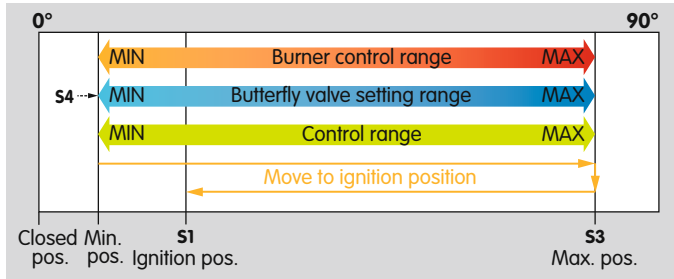 0° 90°
MIN Burner control range MAX
S4 MIN Butterfly valve setting range MAX
MIN Control range MAX
Move to ignition position
Closed Min. S1 S3
pos. pos. Ignition pos. Max. pos.